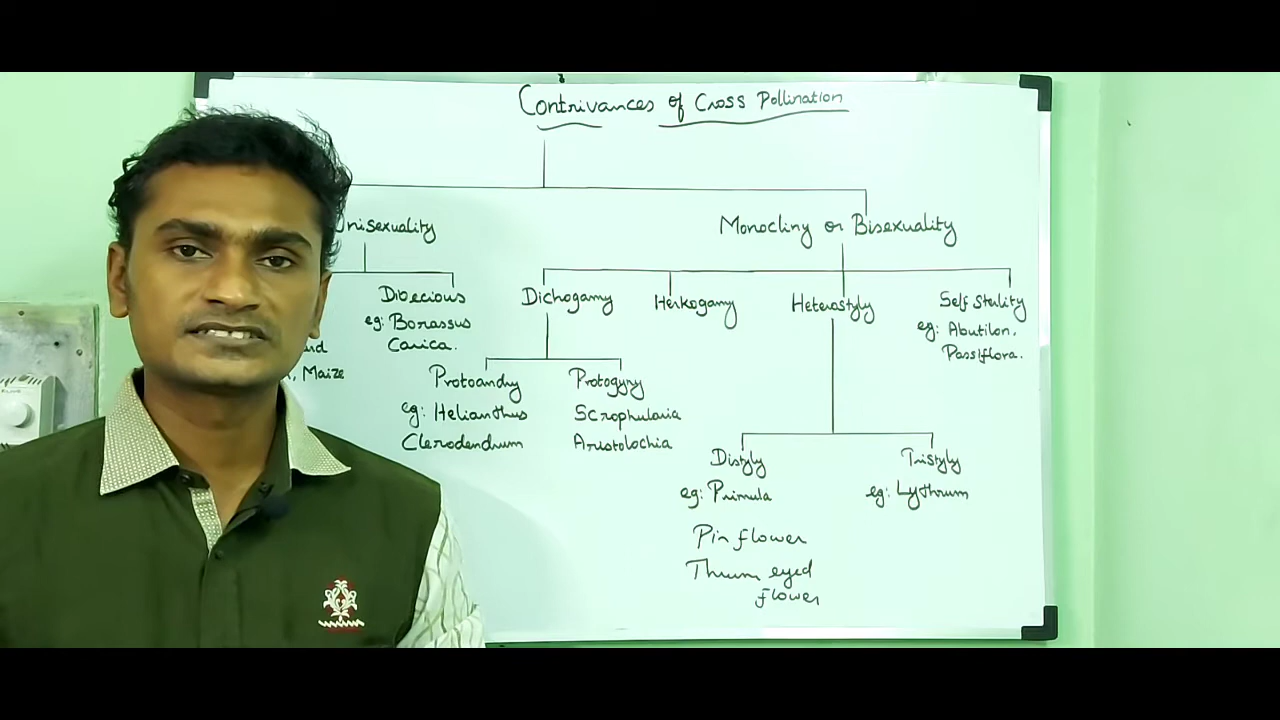 Contrivances of Cross Pollination
Unisexuality
Monocliny or Bisexuality
Dioecious
eg: Borassus
Carica.
, Maize
Dichogamy
Herkogamy
Heterostyly
Self Sterility
eg: Abutilon.
Passiflora.
Protoandry
eg: Helianthus
Clerodendrum
Protogyny
Scrophularia
Aristolochia
Distyly
eg: Primula
Pin flower
Thrum eyed
flower
Tristyly
eg: Lythrum